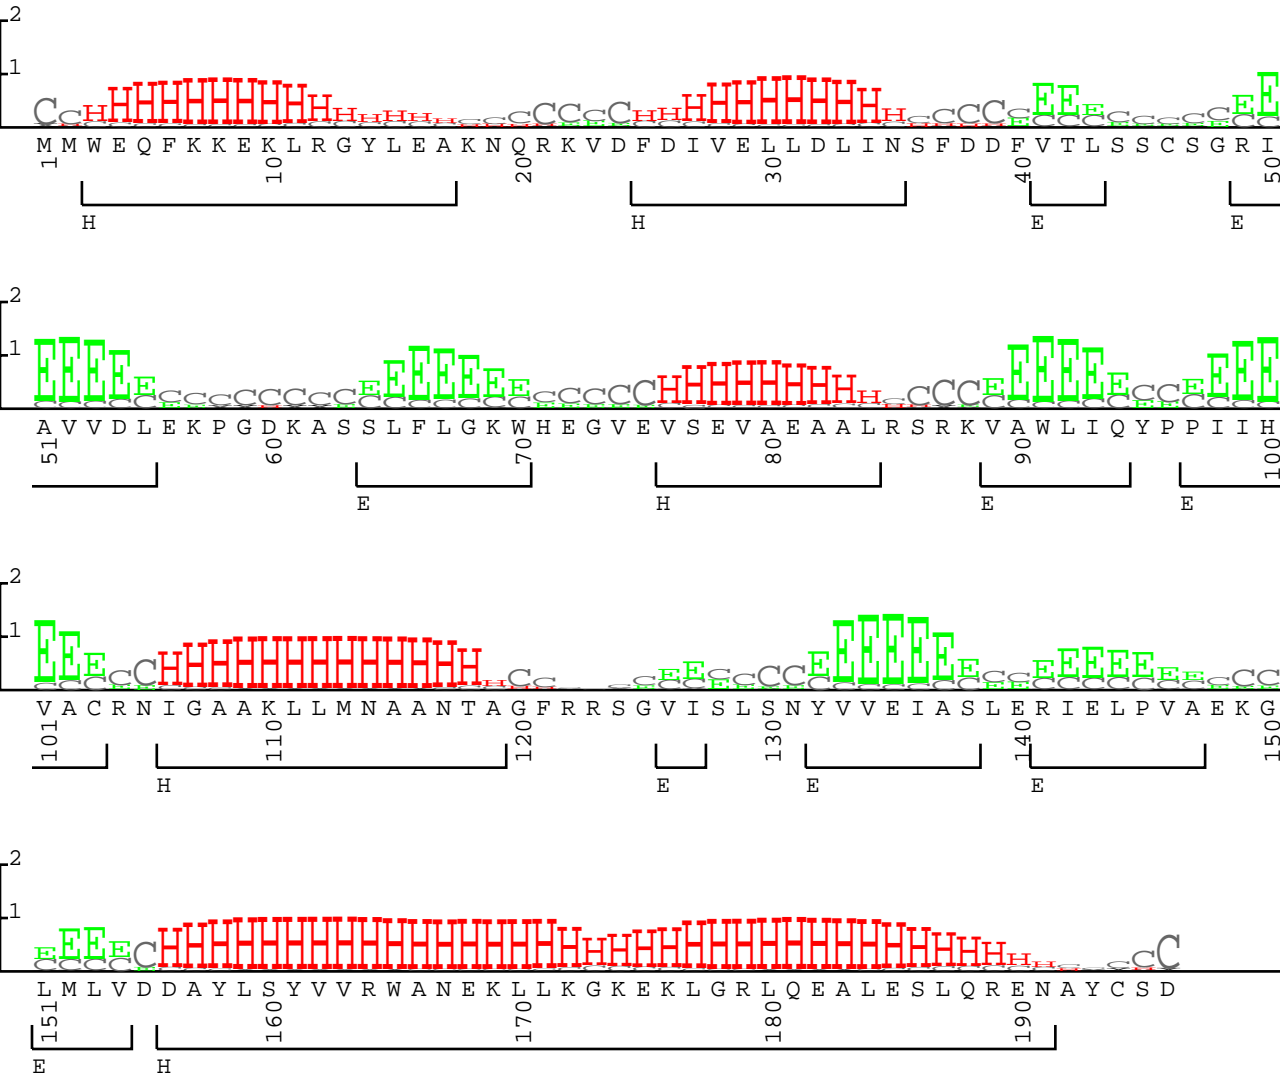 2
1
C C H H H H H H H H H H H H H H H C C C C C C C H H H H H H H H H H H C C C C C E E E C C C C C E E
M M W E Q F K K E K L R G Y L E A K N Q R K V D F D I V E L L D L I N S F D D F V T L S S C S G R I
1 10 20 30 40 50
H H E E
2
1
E E E E E C C C C C C C C E E E E E E E C C C C C H H H H H H H H H C C C C E E E E E E C C E E E E
A V V D L E K P G D K A S S L F L G K W H E G V E V S E V A E A A L R S R K V A W L I Q Y P P I I H
51 60 70 80 90 100
E H E E
2
1
E E E C C H H H H H H H H H H H H H H C C C C E E C C C C E E E E E E E C C E E E E E E E C C C
V A C R N I G A A K L L M N A A N T A G F R R S G V I S L S N Y V V E I A S L E R I E L P V A E K G
101 110 120 130 140 150
H E E E
2
1
E E E E C H H H H H H H H H H H H H H H H H H H H H H H H H H H H H H H H H H H H C C C
L M L V D D A Y L S Y V V R W A N E K L L K G K E K L G R L Q E A L E S L Q R E N A Y C S D
151 160 170 180 190
E H